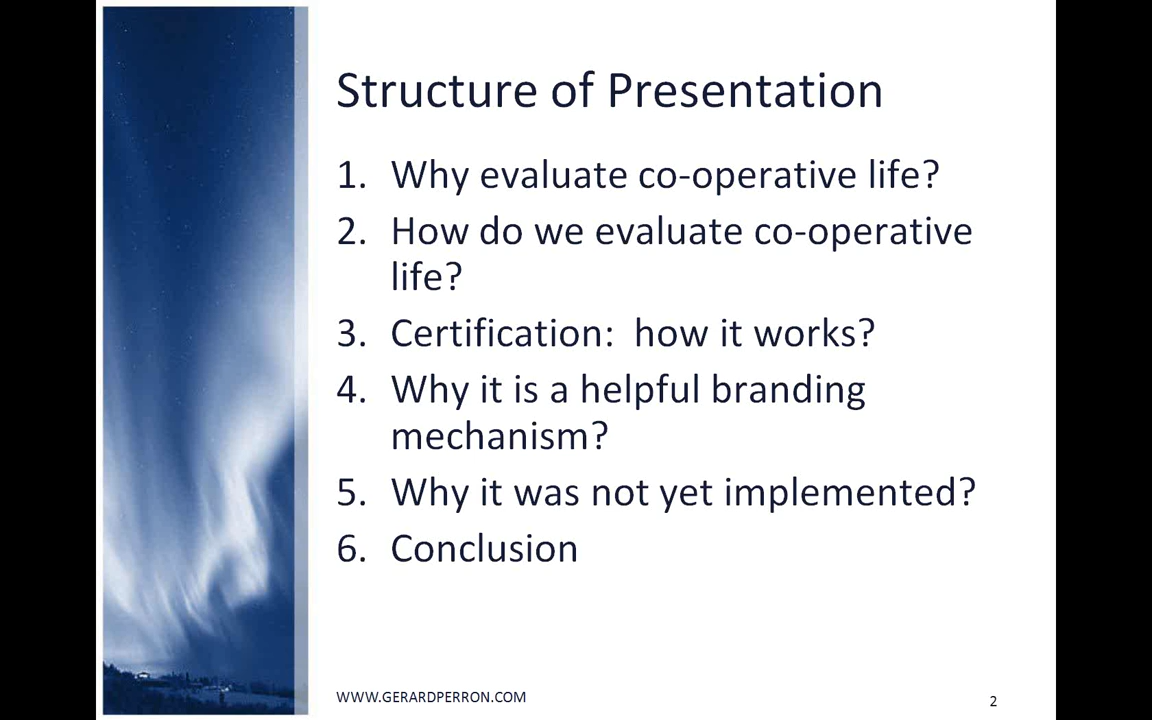 Structure of Presentation
1. Why evaluate co-operative life?
2. How do we evaluate co-operative
life?
3. Certification:  how it works?
4. Why it is a helpful branding
mechanism?
5. Why it was not yet implemented?
6. Conclusion
WWW.GERARDPERRON.COM
2